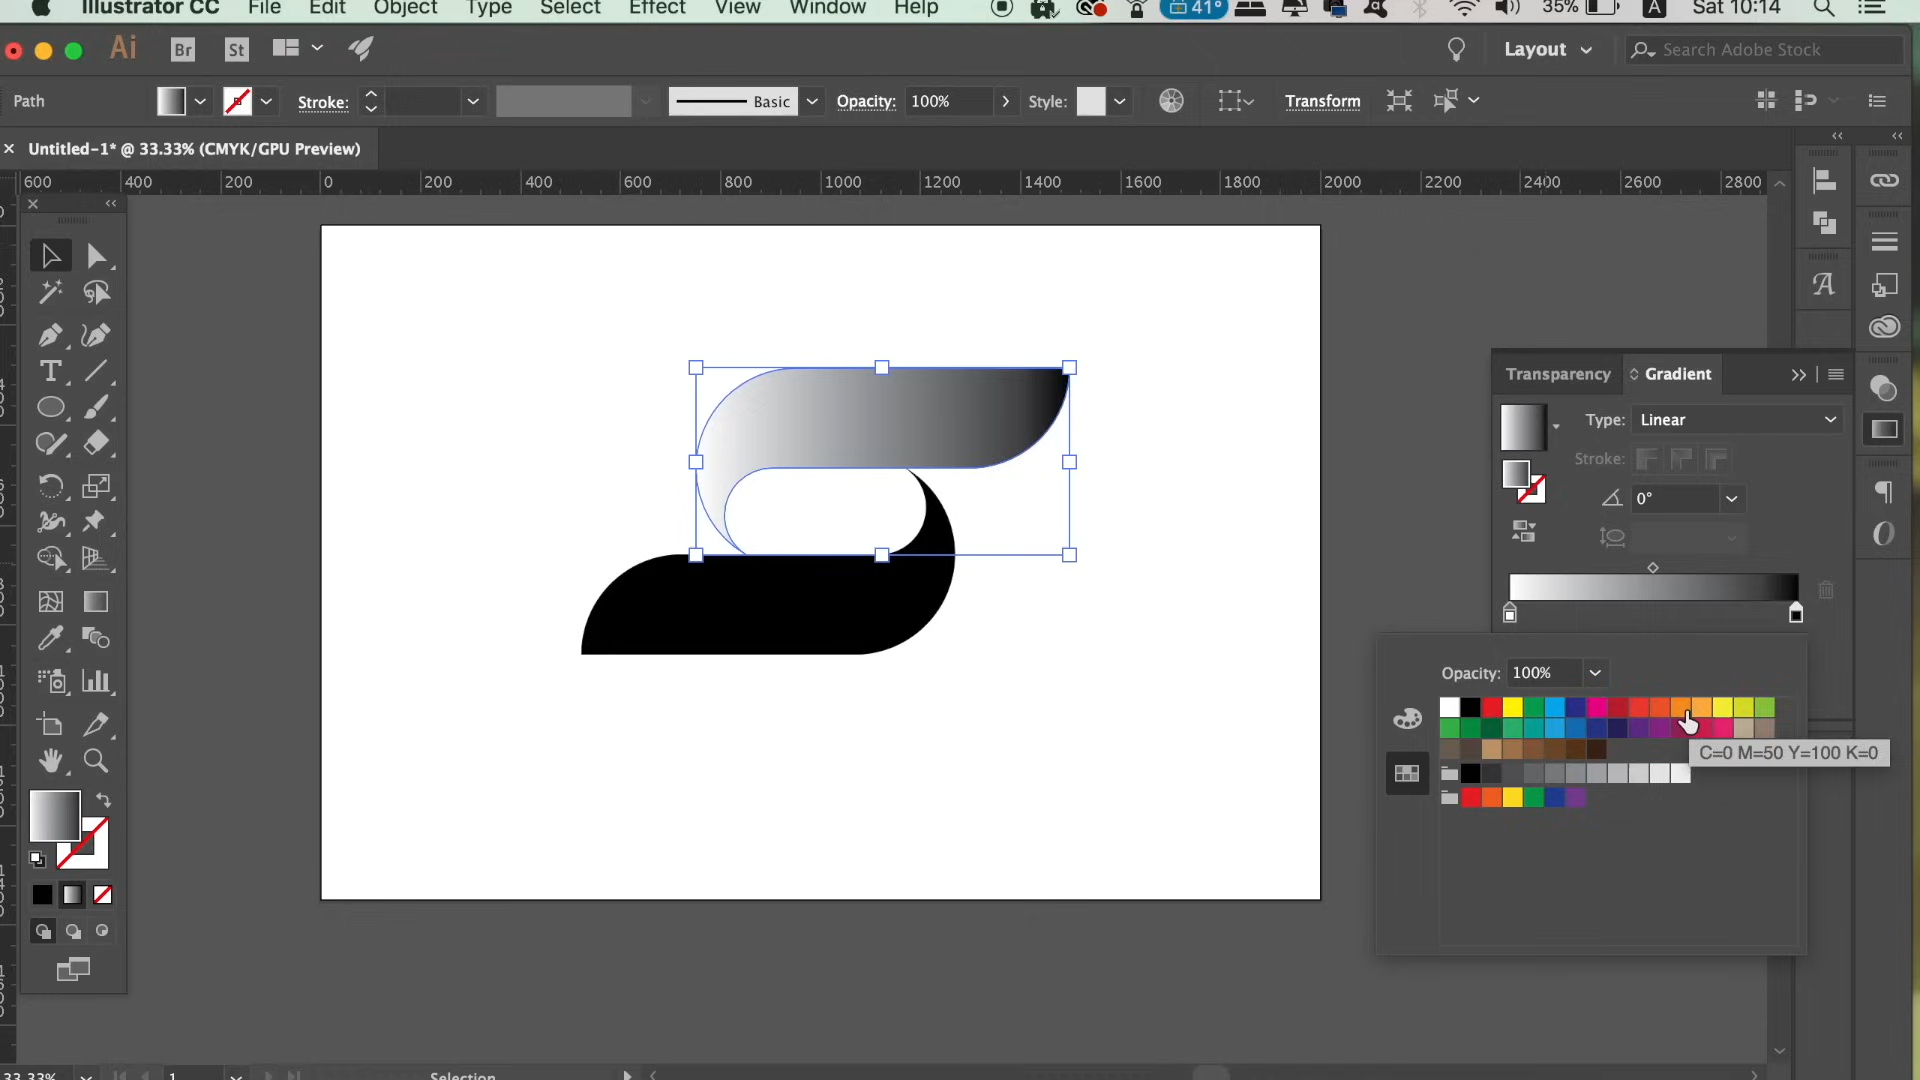 Illustrator CC File Edit Object Type Select Effect View Window Help 41° 35% A Sat 10:14
Ai Br St Layout Search Adobe Stock
Path Stroke: Basic Opacity: 100% Style: Transform
Untitled-1* @ 33.33% (CMYK/GPU Preview)
600 400 200 0 200 400 600 800 1000 1200 1400 1600 1800 2000 2200 2400 2600 2800
Transparency Gradient
Type: Linear
Stroke:
0°
Opacity: 100%
C=0 M=50 Y=100 K=0
33.33% 1 Selection